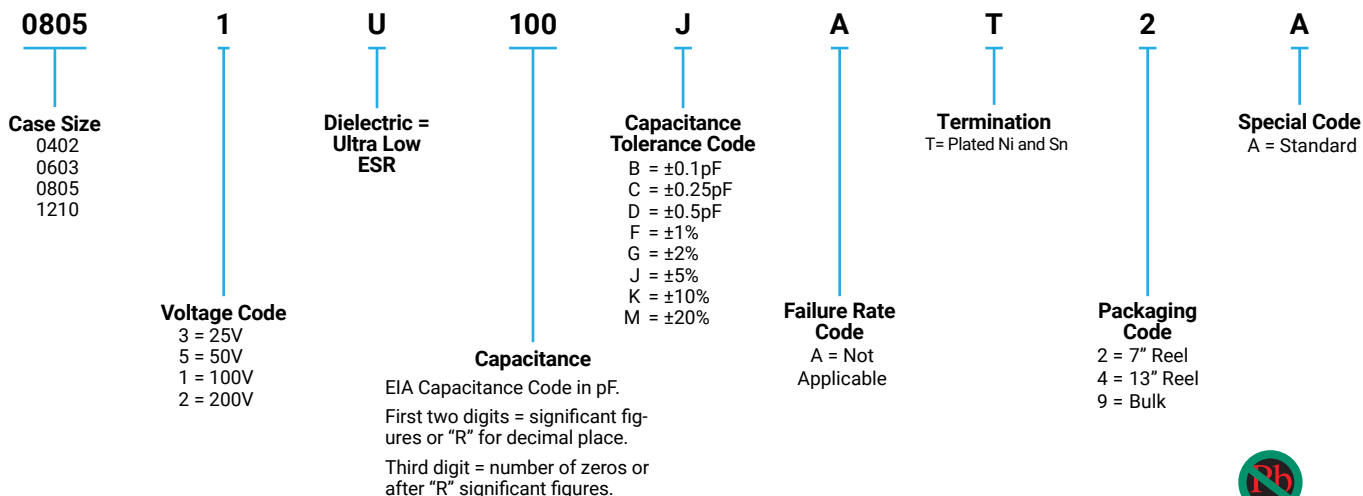 0805 1 U 100 J A T 2 A
Case Size
0402
0603
0805
1210
Voltage Code
3 = 25V
5 = 50V
1 = 100V
2 = 200V
Dielectric =
Ultra Low
ESR
Capacitance
EIA Capacitance Code in pF.
First two digits = significant fig-
ures or “R” for decimal place.
Third digit = number of zeros or
after “R” significant figures.
Capacitance
Tolerance Code
B = ±0.1pF
C = ±0.25pF
D = ±0.5pF
F = ±1%
G = ±2%
J = ±5%
K = ±10%
M = ±20%
Failure Rate
Code
A = Not
Applicable
Termination
T= Plated Ni and Sn
Packaging
Code
2 = 7” Reel
4 = 13” Reel
9 = Bulk
Special Code
A = Standard
Pb